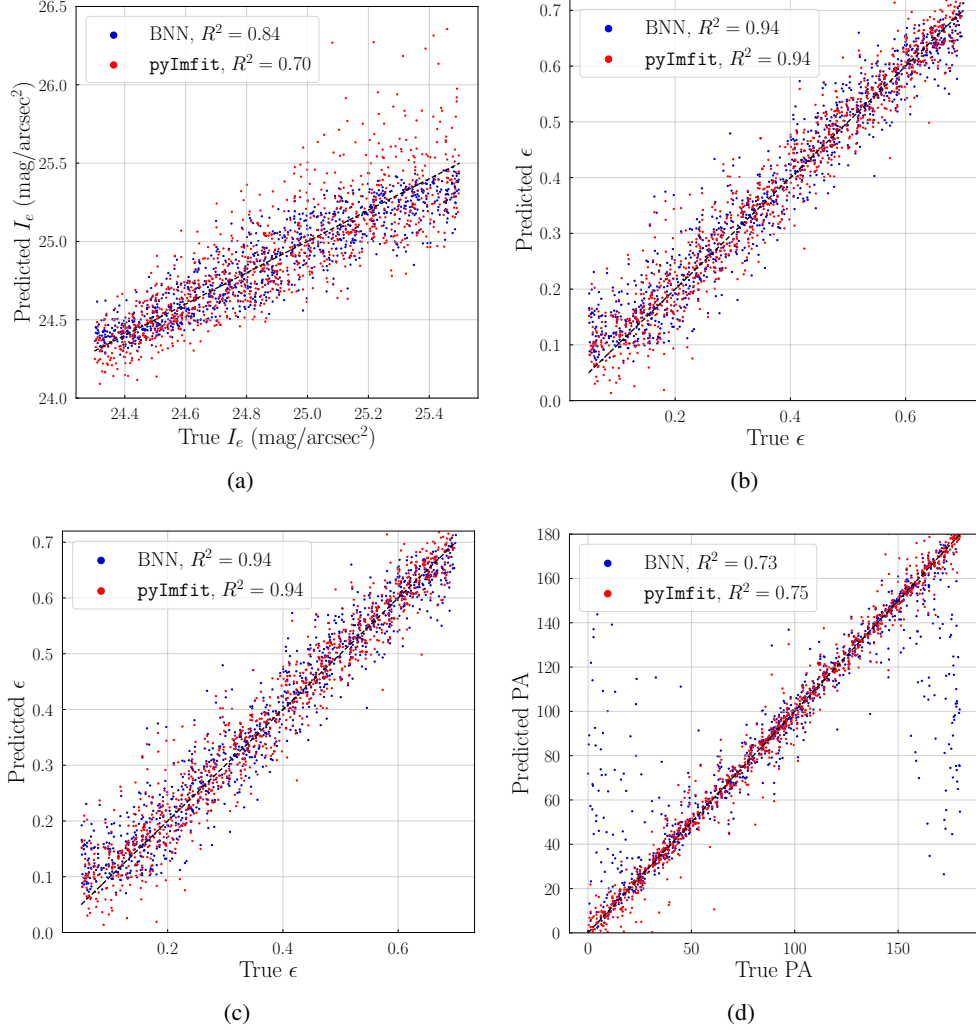 26.5
26.0
25.5
25.0
24.5
24.0
Predicted I_e (mag/arcsec²)
BNN, R² = 0.84
pyImfit, R² = 0.70
24.4 24.6 24.8 25.0 25.2 25.4
True I_e (mag/arcsec²)
(a)
0.7
0.6
0.5
0.4
0.3
0.2
0.1
0.0
Predicted ϵ
BNN, R² = 0.94
pyImfit, R² = 0.94
0.2 0.4 0.6
True ϵ
(b)
0.7
0.6
0.5
0.4
0.3
0.2
0.1
0.0
Predicted ϵ
BNN, R² = 0.94
pyImfit, R² = 0.94
0.2 0.4 0.6
True ϵ
(c)
180
160
140
120
100
80
60
40
20
0
Predicted PA
BNN, R² = 0.73
pyImfit, R² = 0.75
0 50 100 150
True PA
(d)